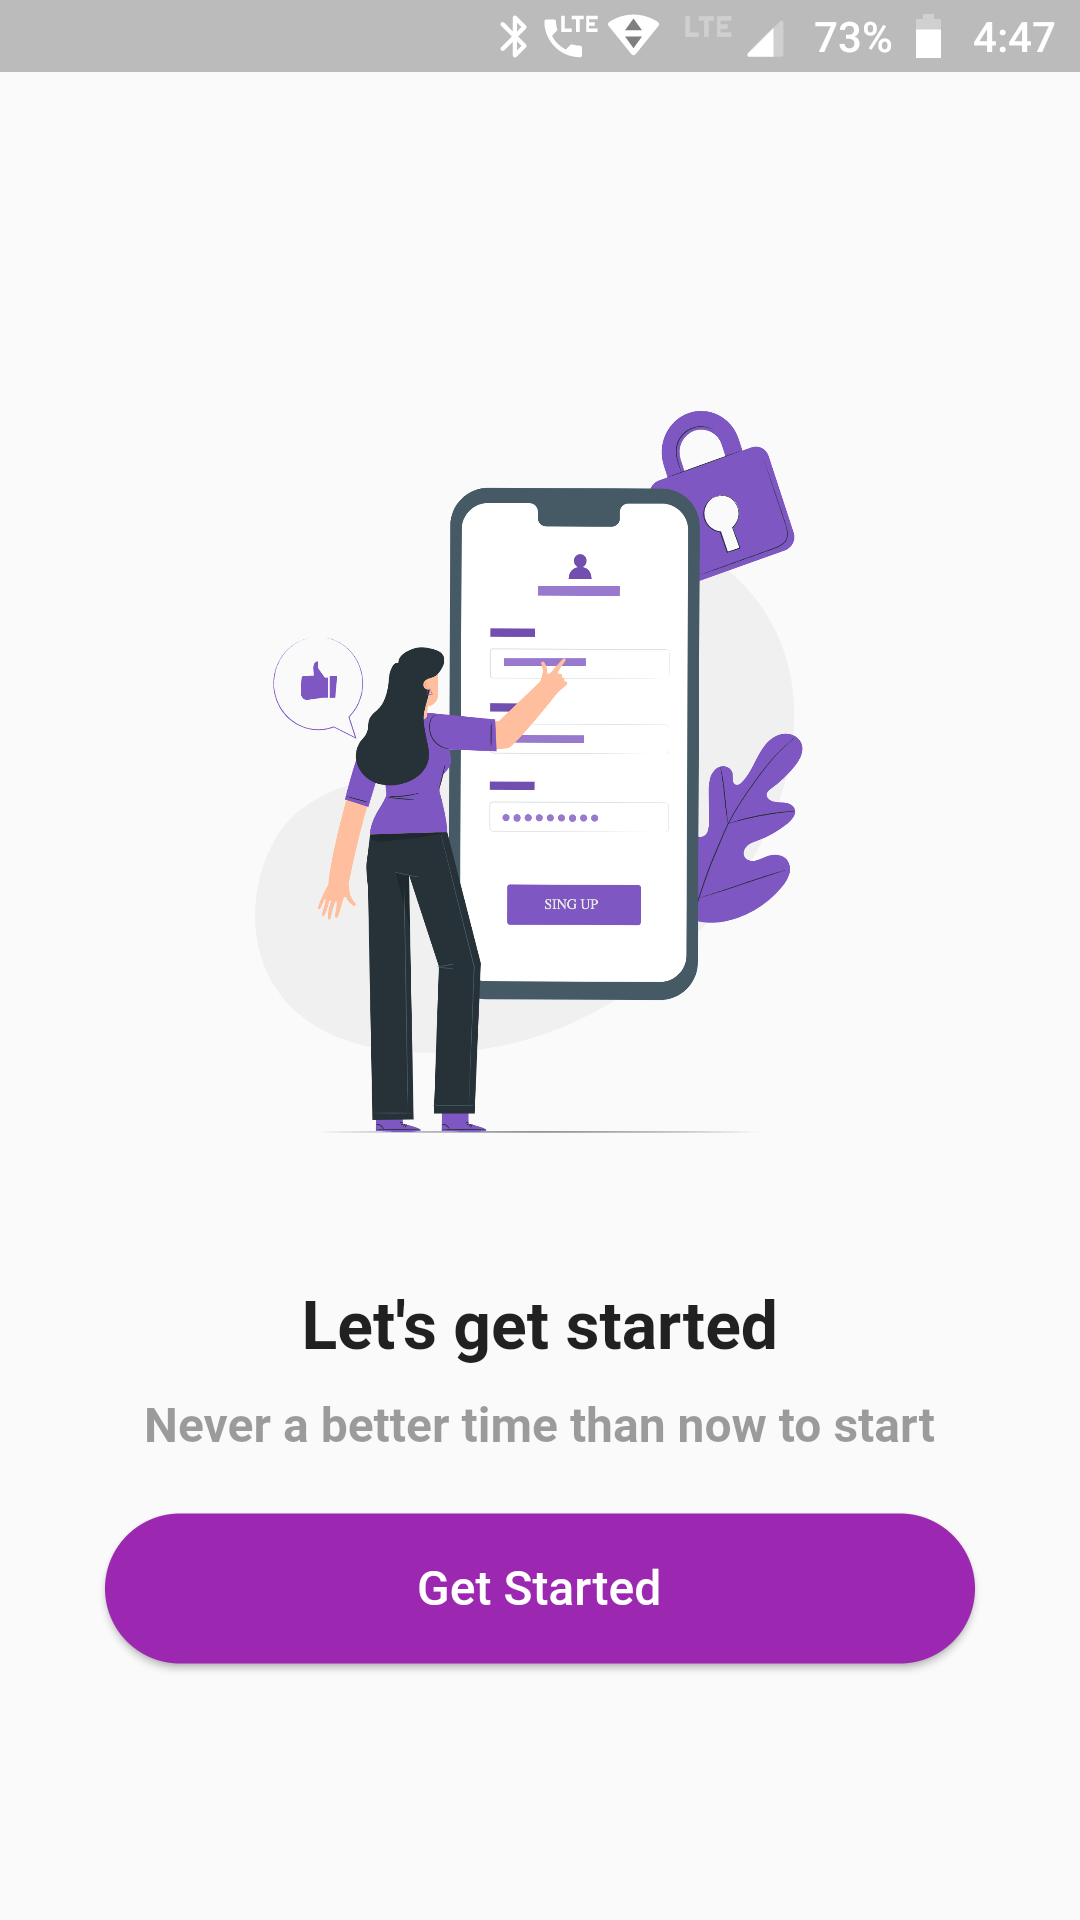 LTE LTE 73% 4:47
SING UP
Let's get started
Never a better time than now to start
Get Started